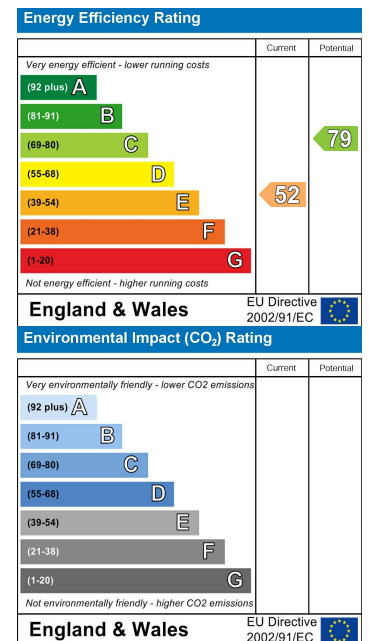 Energy Efficiency Rating
Current Potential
Very energy efficient - lower running costs
(92 plus) A
(81-91) B
(69-80) C
79
(55-68) D
(39-54) E
52
(21-38) F
(1-20) G
Not energy efficient - higher running costs
England & Wales
EU Directive
2002/91/EC
Environmental Impact (CO₂) Rating
Current Potential
Very environmentally friendly - lower CO2 emissions
(92 plus) A
(81-91) B
(69-80) C
(55-68) D
(39-54) E
(21-38) F
(1-20) G
Not environmentally friendly - higher CO2 emissions
England & Wales
EU Directive
2002/91/EC